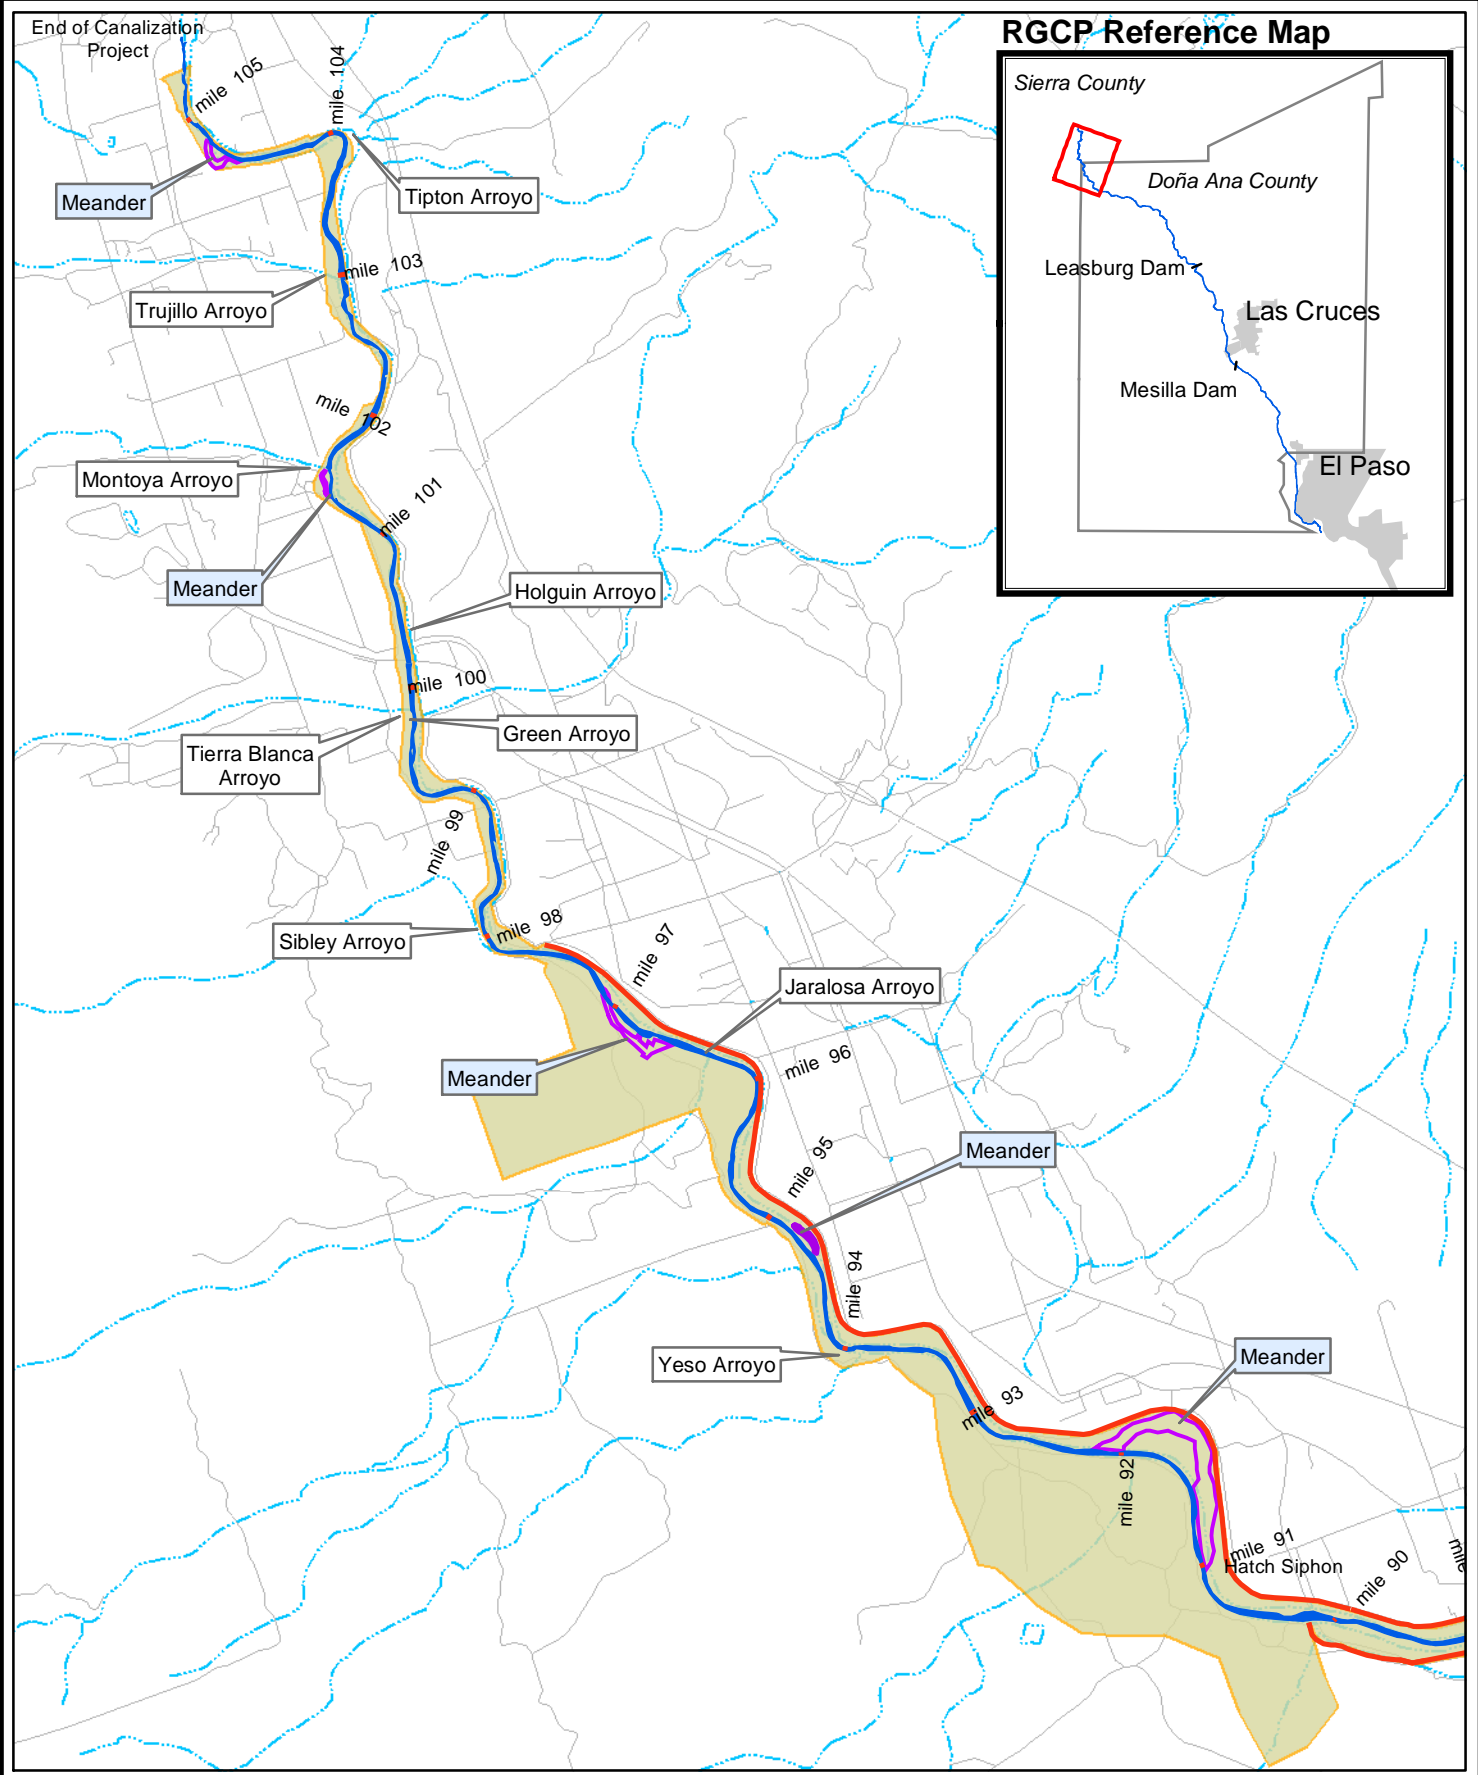 End of Canalization
Project
RGCP Reference Map
Sierra County
Doña Ana County
Leasburg Dam
Las Cruces
Mesilla Dam
El Paso
mile 105
mile 104
Meander
Tipton Arroyo
mile 103
Trujillo Arroyo
mile 102
Montoya Arroyo
mile 101
Meander
Holguin Arroyo
mile 100
Green Arroyo
Tierra Blanca
Arroyo
mile 99
mile 98
Sibley Arroyo
mile 97
Jaralosa Arroyo
mile 96
Meander
mile 95
Meander
mile 94
Yeso Arroyo
Meander
mile 93
mile 92
mile 91
Hatch Siphon
mile 90
mile